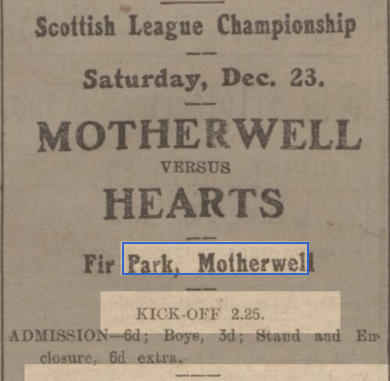 Scottish League Championship
Saturday, Dec. 23.
MOTHERWELL
VERSUS
HEARTS
Fir Park, Motherwell
KICK-OFF 2.25.
ADMISSION—6d; Boys, 3d; Stand and En-
closure, 6d extra.